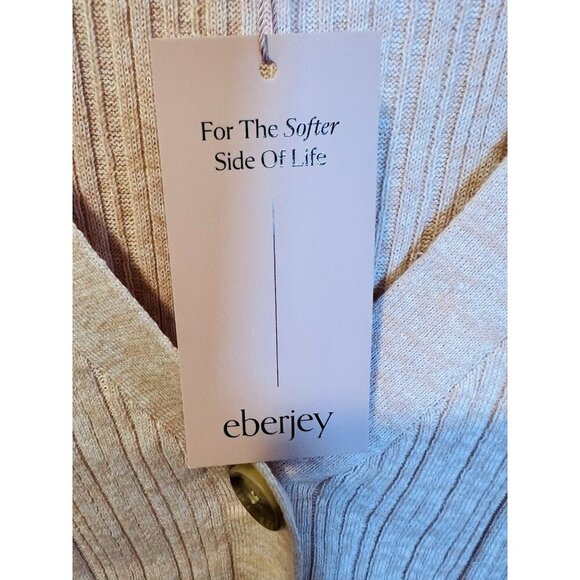 For The Softer
Side Of Life
eberjey